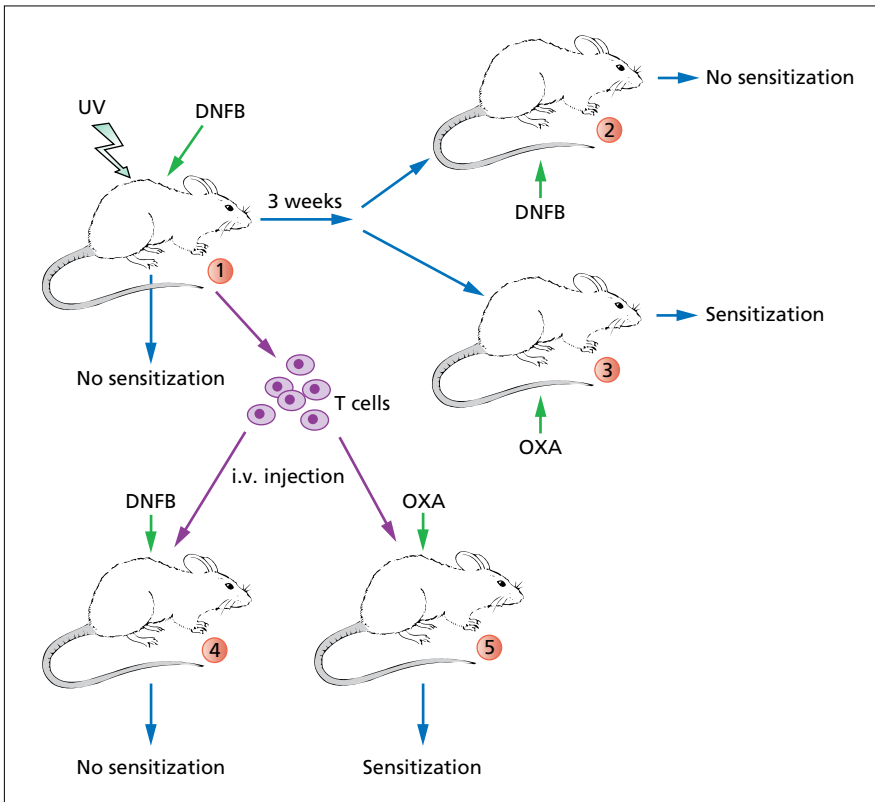 UV
DNFB
1
No sensitization
3 weeks
2
DNFB
No sensitization
3
OXA
Sensitization
T cells
i.v. injection
DNFB
4
No sensitization
OXA
5
Sensitization